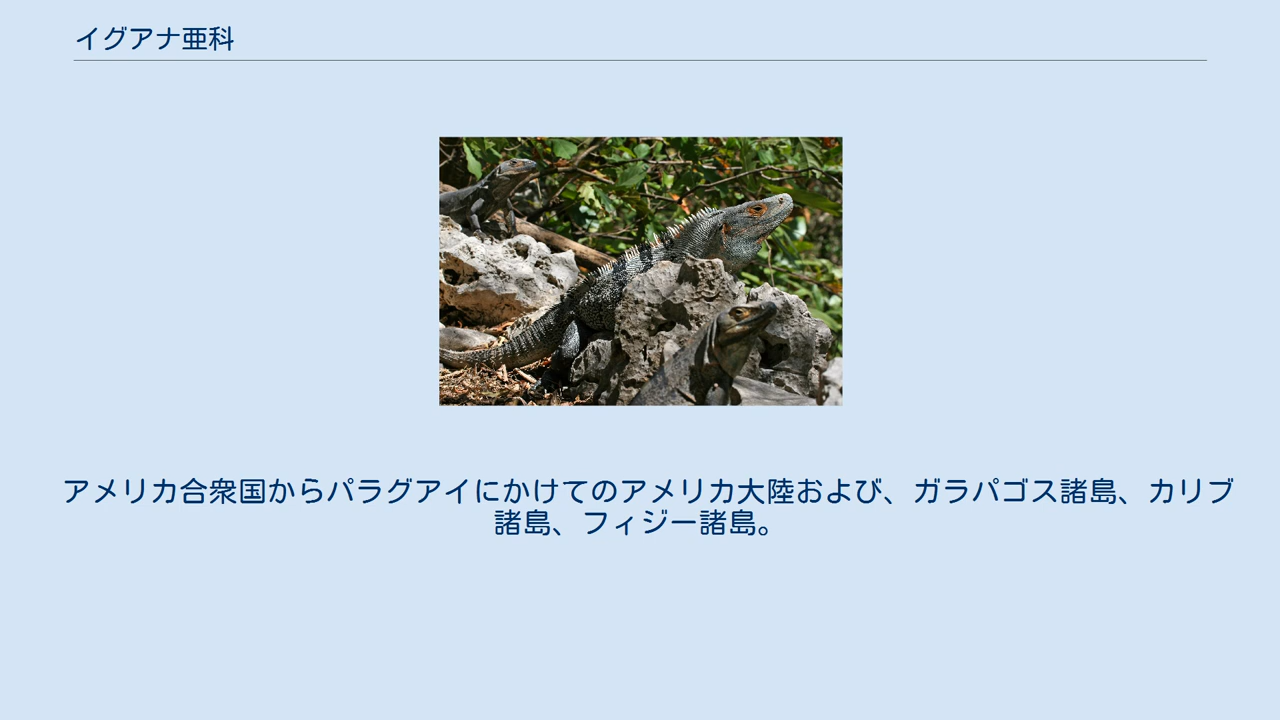 イグアナ亜科
アメリカ合衆国からパラグアイにかけてのアメリカ大陸および、ガラパゴス諸島、カリブ
諸島、フィジー諸島。